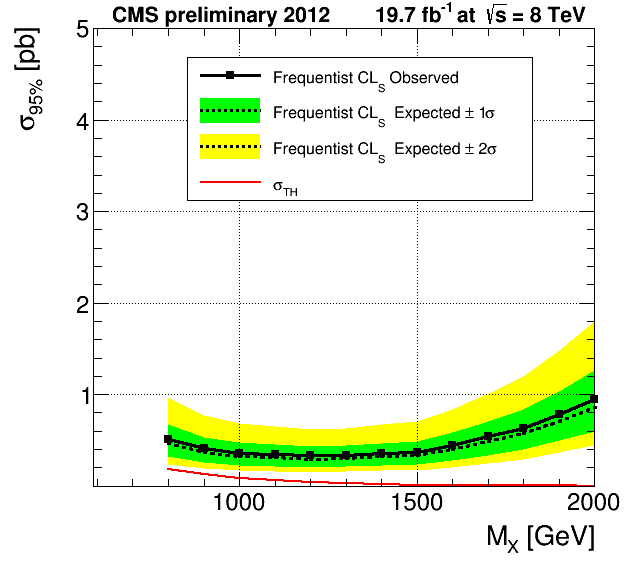 CMS preliminary 2012 19.7 fb⁻¹ at √s = 8 TeV
σ95% [pb]
5
Frequentist CLS Observed
Frequentist CLS Expected ± 1σ
4
Frequentist CLS Expected ± 2σ
σTH
3
2
1
1000 1500 2000
MX [GeV]